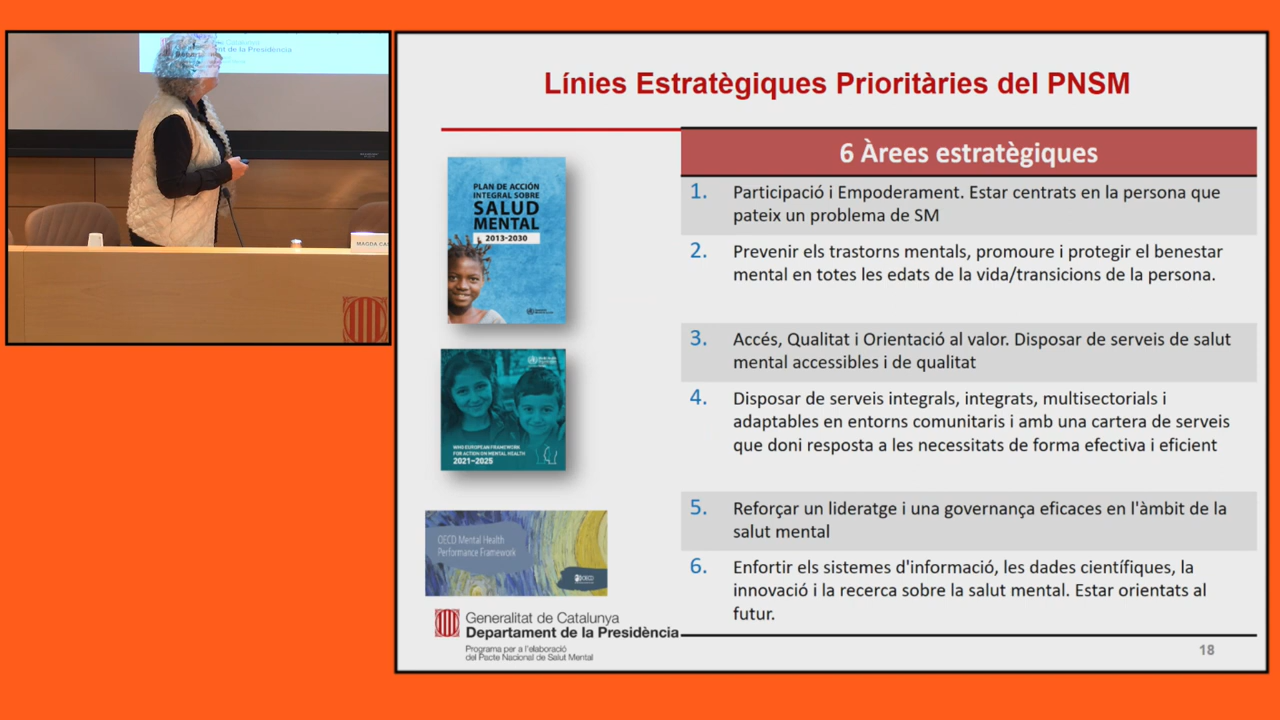 de Catalunya
ment de la Presidència
MAGDA CA
Línies Estratègiques Prioritàries del PNSM
6 Àrees estratègiques
1. Participació i Empoderament. Estar centrats en la persona que
pateix un problema de SM
2. Prevenir els trastorns mentals, promoure i protegir el benestar
mental en totes les edats de la vida/transicions de la persona.
3. Accés, Qualitat i Orientació al valor. Disposar de serveis de salut
mental accessibles i de qualitat
4. Disposar de serveis integrals, integrats, multisectorials i
adaptables en entorns comunitaris i amb una cartera de serveis
que doni resposta a les necessitats de forma efectiva i eficient
5. Reforçar un lideratge i una governança eficaces en l'àmbit de la
salut mental
6. Enfortir els sistemes d'informació, les dades científiques, la
innovació i la recerca sobre la salut mental. Estar orientats al
futur.
PLAN DE ACCIÓN
INTEGRAL SOBRE
SALUD
MENTAL
2013-2030
WHO EUROPEAN FRAMEWORK
FOR ACTION ON MENTAL HEALTH
2021–2025
OECD Mental Health
Performance Framework
OECD
Generalitat de Catalunya
Departament de la Presidència
Programa per a l'elaboració
del Pacte Nacional de Salut Mental
18